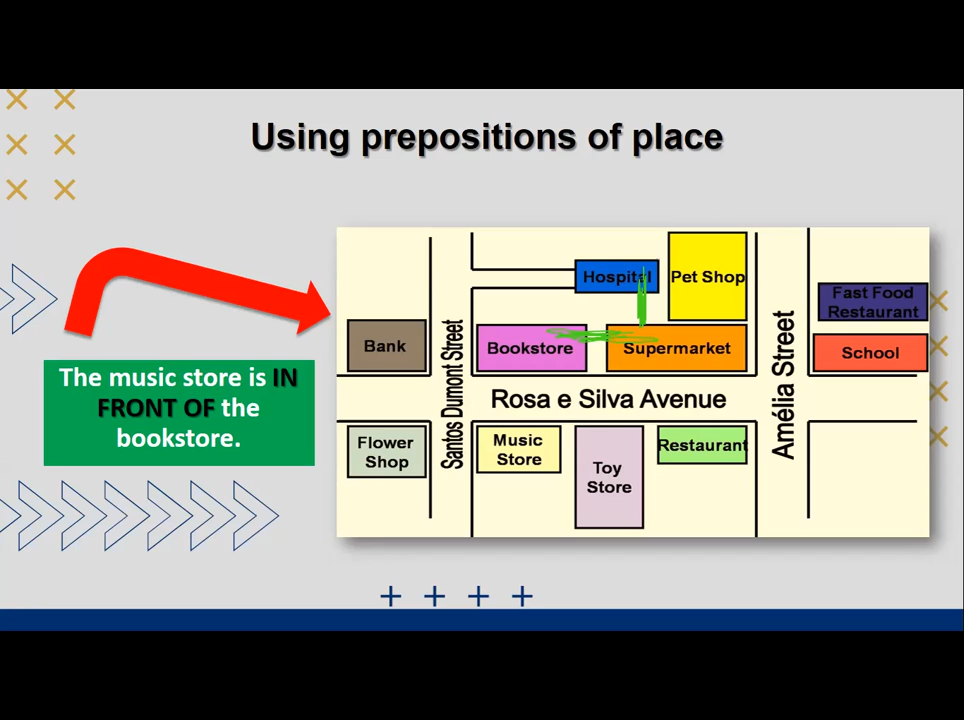 Using prepositions of place
The music store is IN
FRONT OF the
bookstore.
Hospital
Pet Shop
Fast Food
Restaurant
Bank
Santos Dumont Street
Bookstore
Supermarket
Amélia Street
School
Rosa e Silva Avenue
Flower
Shop
Music
Store
Toy
Store
Restaurant